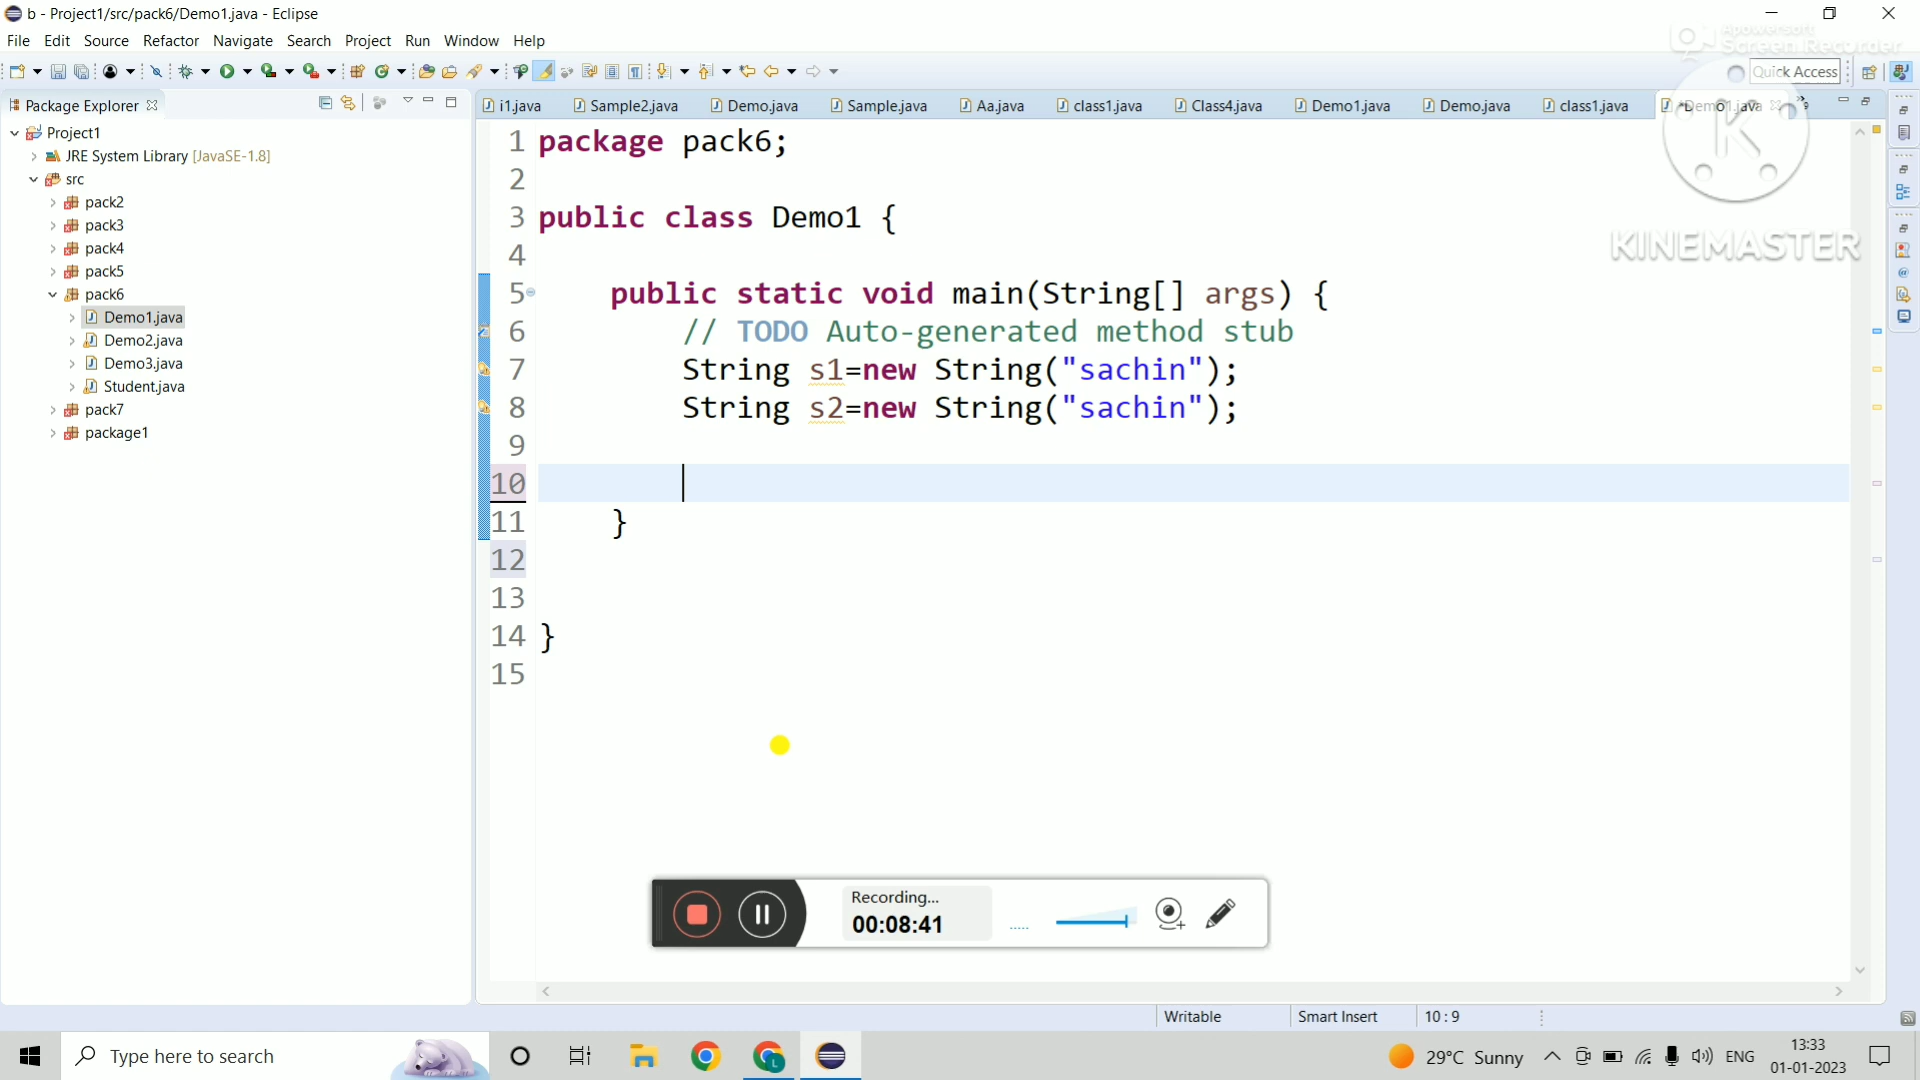 b - Project1/src/pack6/Demo1.java - Eclipse
File Edit Source Refactor Navigate Search Project Run Window Help
Apowersoft
Screen Recorder
Quick Access
Package Explorer
i1.java Sample2.java Demo.java Sample.java Aa.java class1.java Class4.java Demo1.java Demo.java class1.java *Demo1.java
Project1
JRE System Library [JavaSE-1.8]
src
pack2
pack3
pack4
pack5
pack6
Demo1.java
Demo2.java
Demo3.java
Student.java
pack7
package1
1 package pack6;
2
3 public class Demo1 {
4
5 public static void main(String[] args) {
6 // TODO Auto-generated method stub
7 String s1=new String("sachin");
8 String s2=new String("sachin");
9
10
11 }
12
13
14 }
15
K
KINEMASTER
Recording...
00:08:41
Writable Smart Insert 10 : 9
Type here to search
29°C Sunny ENG
13:33
01-01-2023